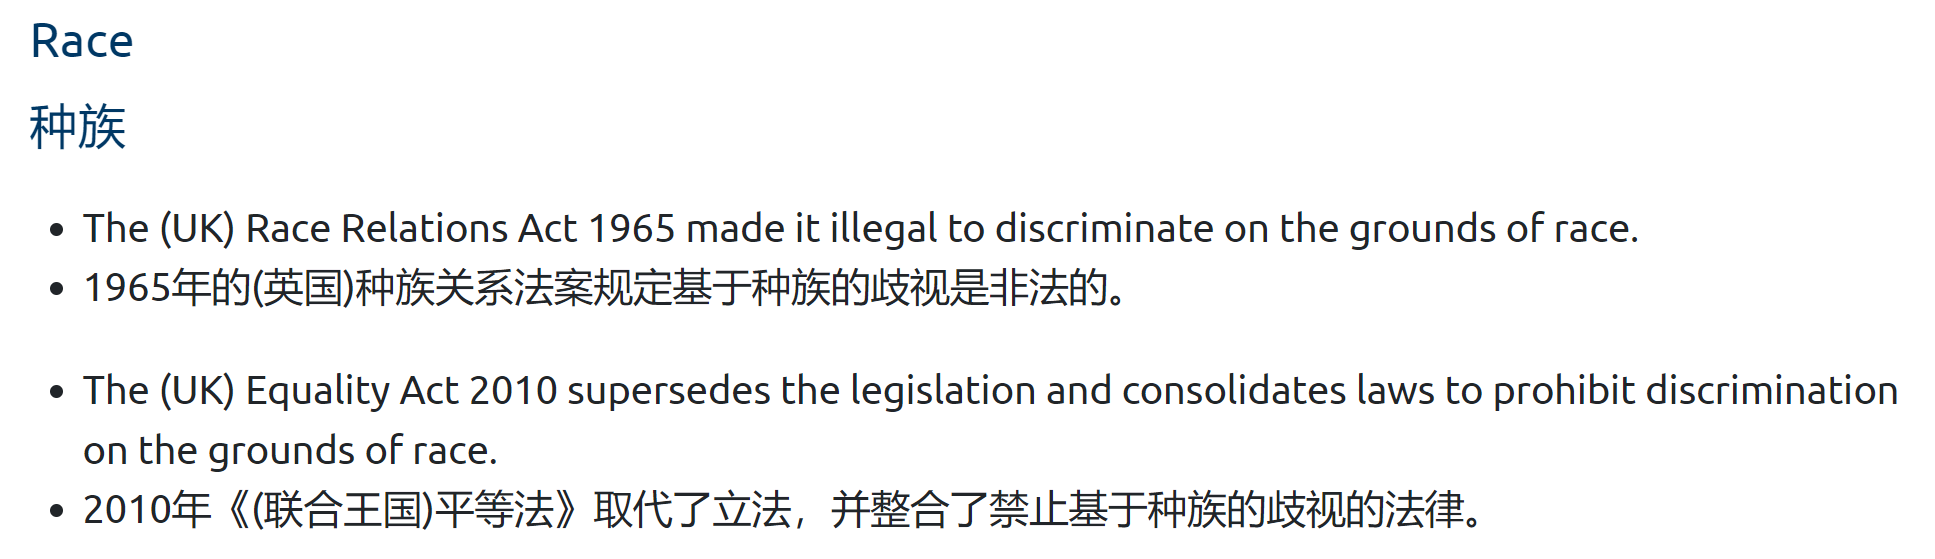 Race
种族
• The (UK) Race Relations Act 1965 made it illegal to discriminate on the grounds of race.
• 1965年的(英国)种族关系法案规定基于种族的歧视是非法的。
• The (UK) Equality Act 2010 supersedes the legislation and consolidates laws to prohibit discrimination
on the grounds of race.
• 2010年《(联合王国)平等法》取代了立法，并整合了禁止基于种族的歧视的法律。